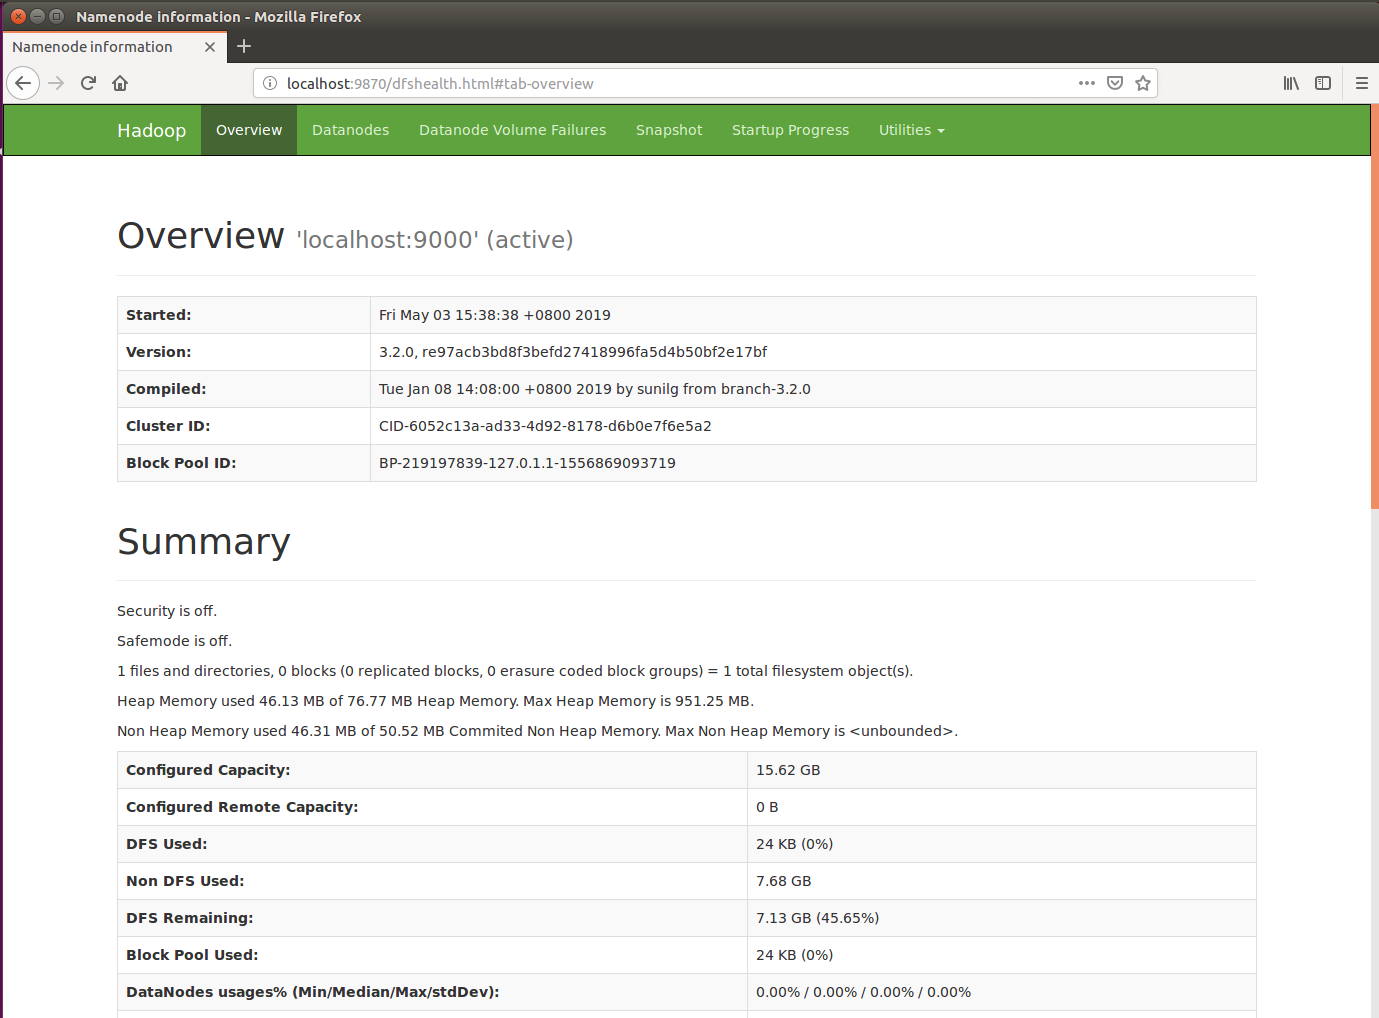 Namenode information - Mozilla Firefox
Namenode information
localhost:9870/dfshealth.html#tab-overview
Hadoop Overview Datanodes Datanode Volume Failures Snapshot Startup Progress Utilities
Overview 'localhost:9000' (active)
Started: Fri May 03 15:38:38 +0800 2019
Version: 3.2.0, re97acb3bd8f3befd27418996fa5d4b50bf2e17bf
Compiled: Tue Jan 08 14:08:00 +0800 2019 by sunilg from branch-3.2.0
Cluster ID: CID-6052c13a-ad33-4d92-8178-d6b0e7f6e5a2
Block Pool ID: BP-219197839-127.0.1.1-1556869093719
Summary
Security is off.
Safemode is off.
1 files and directories, 0 blocks (0 replicated blocks, 0 erasure coded block groups) = 1 total filesystem object(s).
Heap Memory used 46.13 MB of 76.77 MB Heap Memory. Max Heap Memory is 951.25 MB.
Non Heap Memory used 46.31 MB of 50.52 MB Commited Non Heap Memory. Max Non Heap Memory is <unbounded>.
Configured Capacity: 15.62 GB
Configured Remote Capacity: 0 B
DFS Used: 24 KB (0%)
Non DFS Used: 7.68 GB
DFS Remaining: 7.13 GB (45.65%)
Block Pool Used: 24 KB (0%)
DataNodes usages% (Min/Median/Max/stdDev): 0.00% / 0.00% / 0.00% / 0.00%